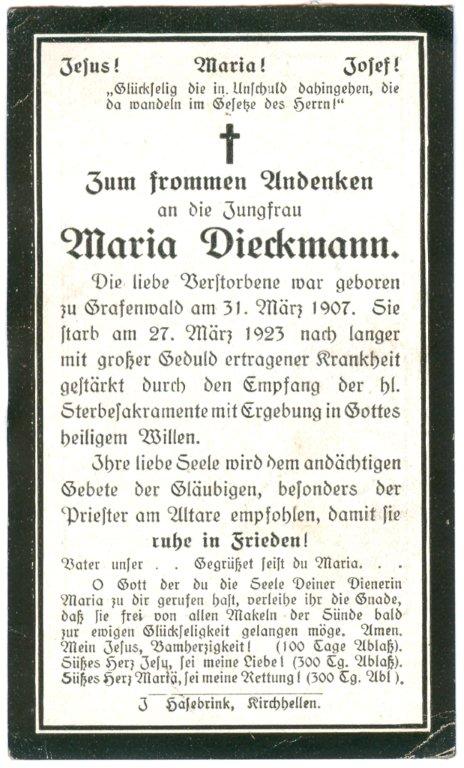 Jesus! Maria! Josef!
„Glückselig die in Unschuld dahingehen, die
da wandeln im Gesetze des Herrn!“
Zum frommen Andenken
an die Jungfrau
Maria Dieckmann.
Die liebe Verstorbene war geboren
zu Grafenwald am 31. März 1907. Sie
starb am 27. März 1923 nach langer
mit großer Geduld ertragener Krankheit
gestärkt durch den Empfang der hl.
Sterbesakramente mit Ergebung in Gottes
heiligem Willen.
Ihre liebe Seele wird dem andächtigen
Gebete der Gläubigen, besonders der
Priester am Altare empfohlen, damit sie
ruhe in Frieden!
Vater unser . . Gegrüßet seist du Maria. . .
O Gott der du die Seele Deiner Dienerin
Maria zu dir gerufen hast, verleihe ihr die Gnade,
daß sie frei von allen Makeln der Sünde bald
zur ewigen Glückseligkeit gelangen möge. Amen.
Mein Jesus, Bamherzigkeit! (100 Tage Ablaß).
Süßes Herz Jesu, sei meine Liebe! (300 Tg. Ablaß).
Süßes Herz Mariä, sei meine Rettung! (300 Tg. Abl).
J Häsebrink, Kirchhellen.